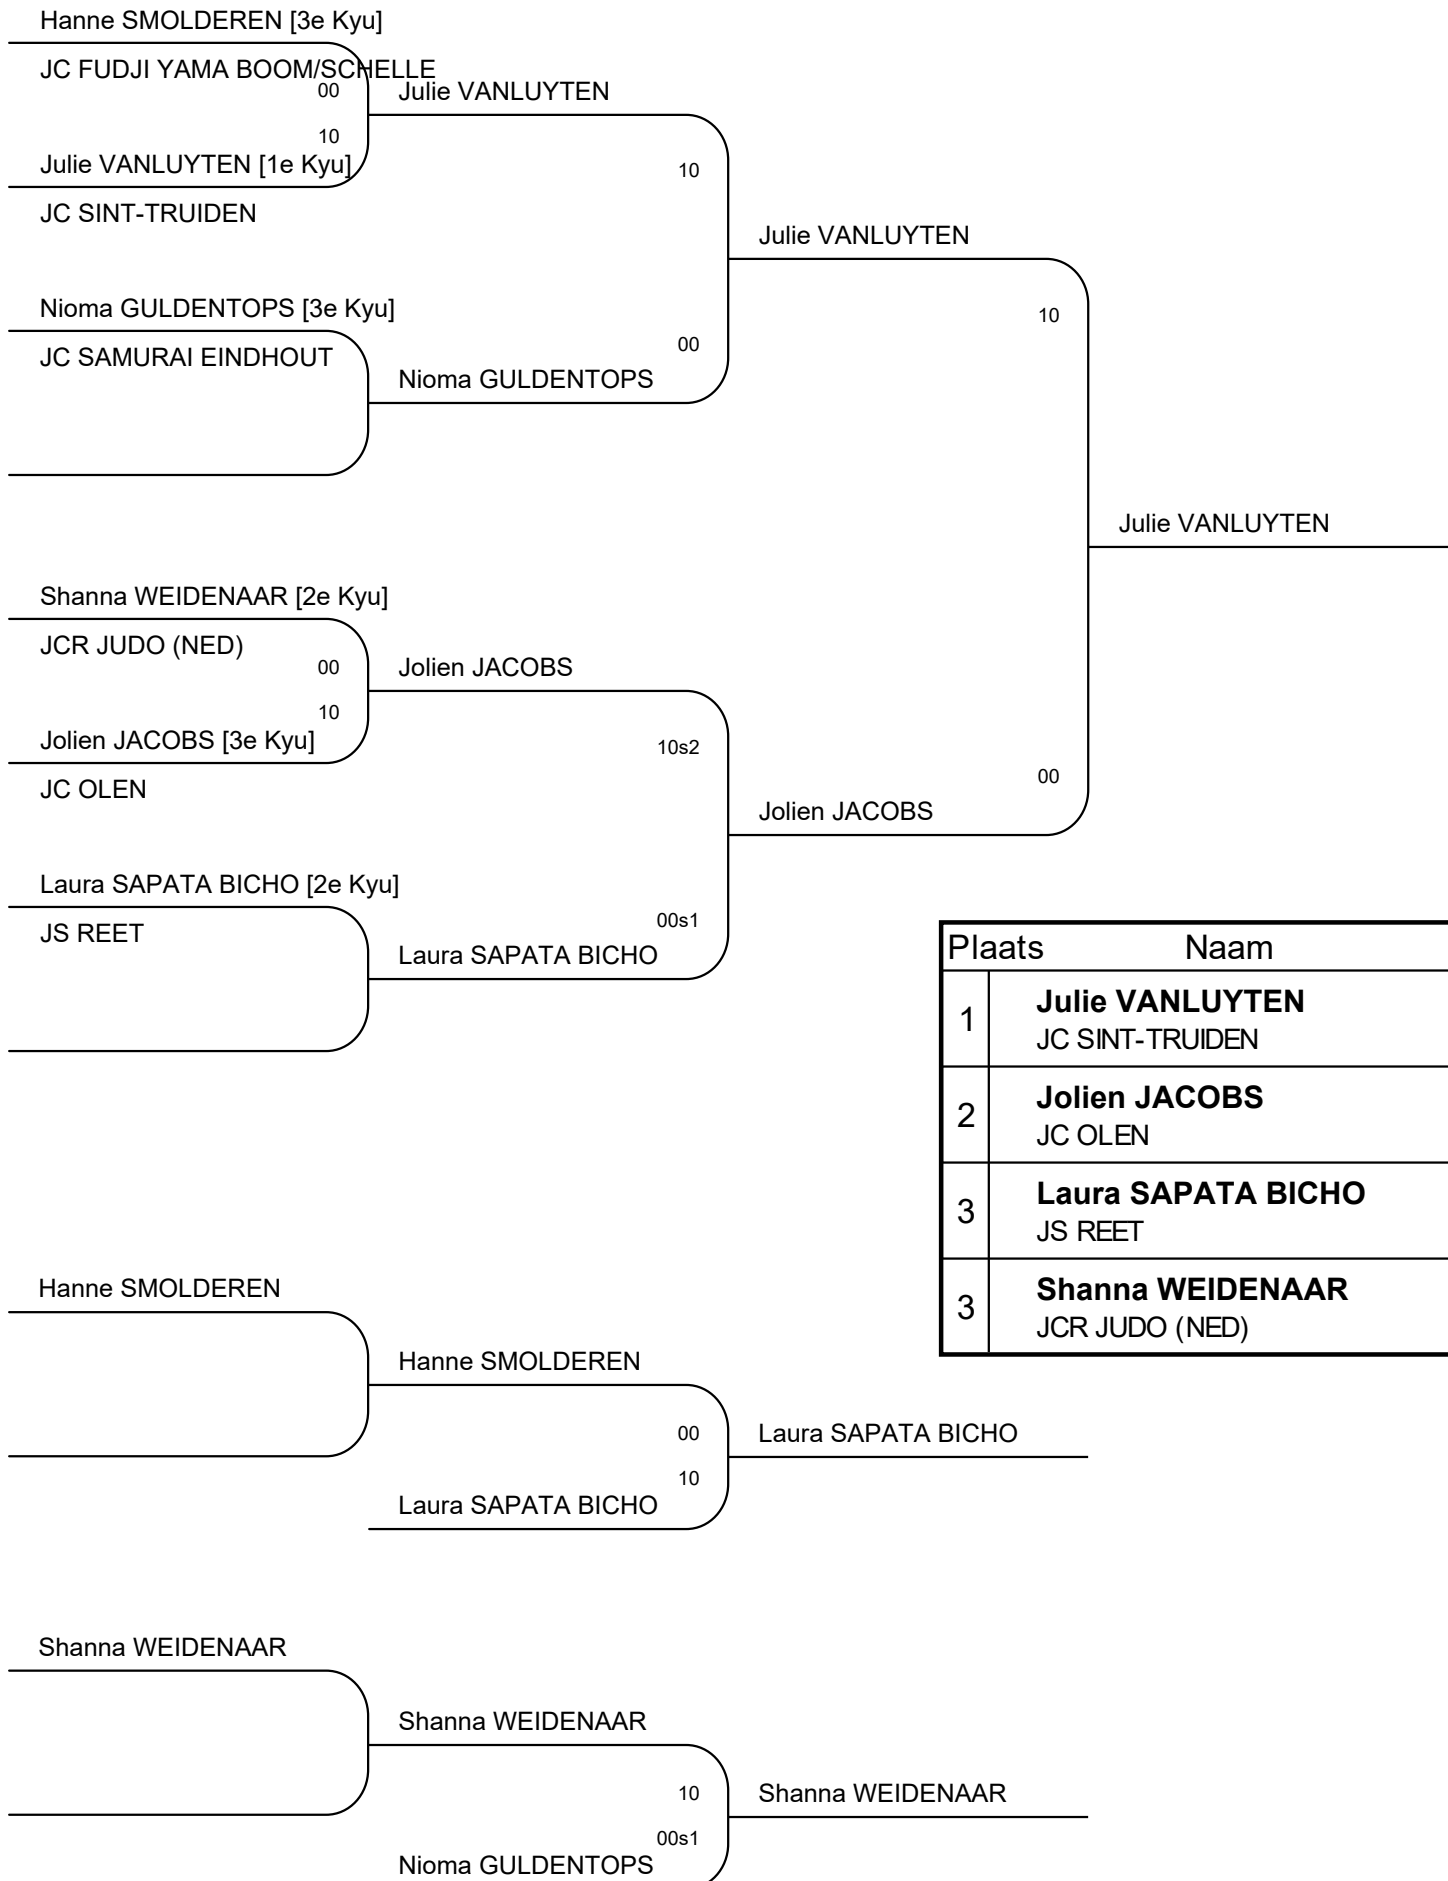 Hanne SMOLDEREN [3e Kyu]
JC FUDJI YAMA BOOM/SCHELLE
00
Julie VANLUYTEN
10
Julie VANLUYTEN [1e Kyu]
10
JC SINT-TRUIDEN
Julie VANLUYTEN
Nioma GULDENTOPS [3e Kyu]
10
JC SAMURAI EINDHOUT
00
Nioma GULDENTOPS
Julie VANLUYTEN
Shanna WEIDENAAR [2e Kyu]
JCR JUDO (NED)
00
Jolien JACOBS
10
Jolien JACOBS [3e Kyu]
10s2
JC OLEN
00
Jolien JACOBS
Laura SAPATA BICHO [2e Kyu]
JS REET
00s1
Laura SAPATA BICHO
Plaats Naam
1 Julie VANLUYTEN
JC SINT-TRUIDEN
2 Jolien JACOBS
JC OLEN
3 Laura SAPATA BICHO
JS REET
3 Shanna WEIDENAAR
JCR JUDO (NED)
Hanne SMOLDEREN
Hanne SMOLDEREN
00
Laura SAPATA BICHO
10
Laura SAPATA BICHO
Shanna WEIDENAAR
Shanna WEIDENAAR
10
Shanna WEIDENAAR
00s1
Nioma GULDENTOPS